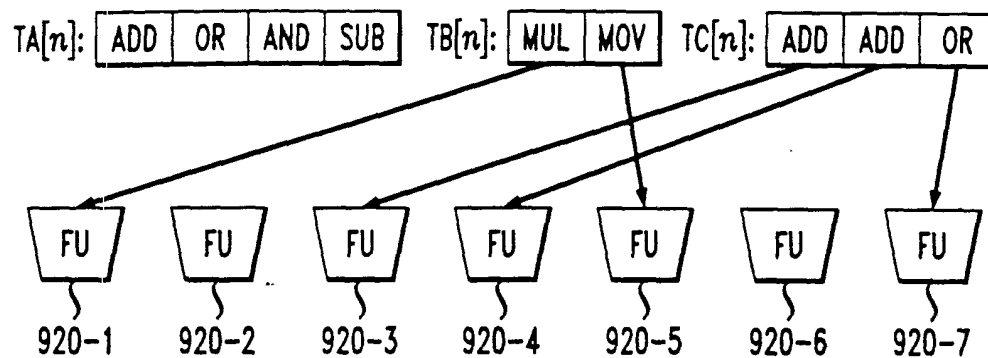 TA[n]: ADD OR AND SUB TB[n]: MUL MOV TC[n]: ADD ADD OR
FU FU FU FU FU FU FU
920-1 920-2 920-3 920-4 920-5 920-6 920-7